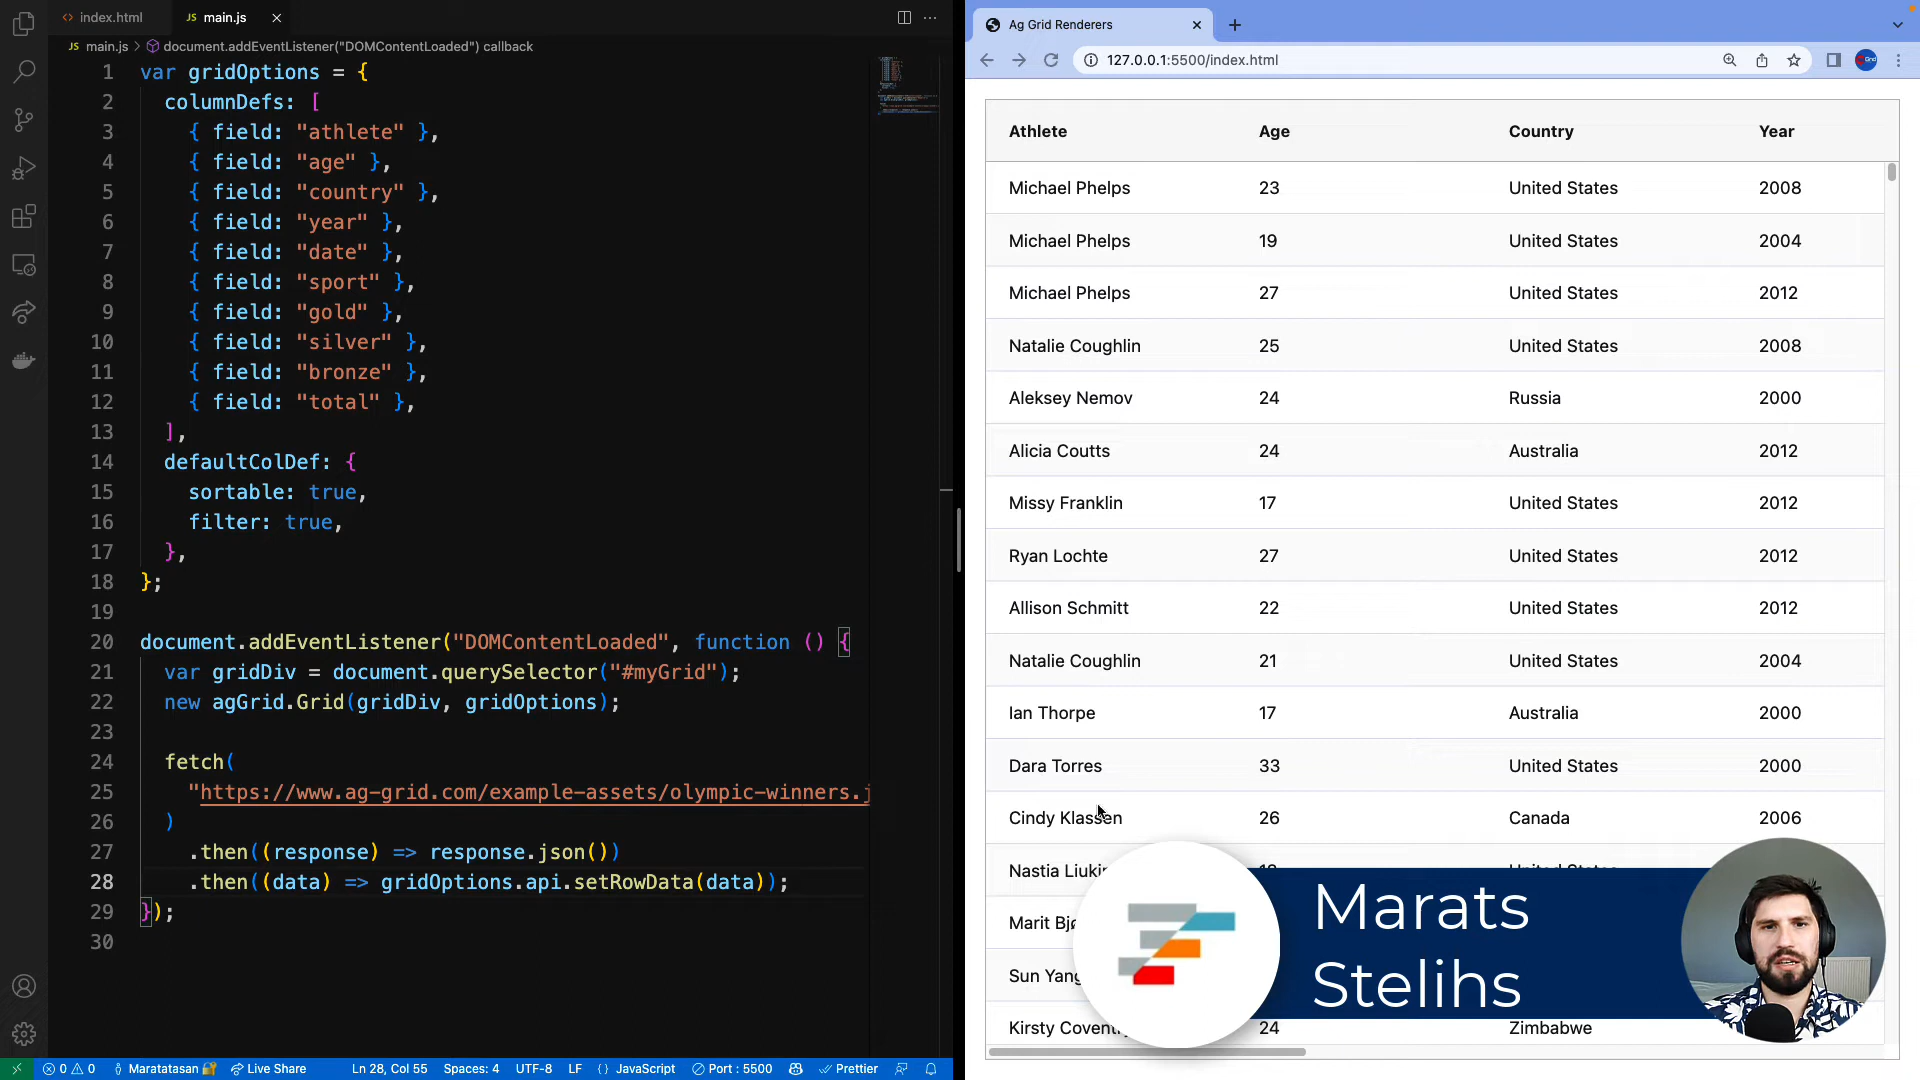 index.html
JS main.js
JS main.js > document.addEventListener("DOMContentLoaded") callback
1 var gridOptions = {
2 columnDefs: [
3 { field: "athlete" },
4 { field: "age" },
5 { field: "country" },
6 { field: "year" },
7 { field: "date" },
8 { field: "sport" },
9 { field: "gold" },
10 { field: "silver" },
11 { field: "bronze" },
12 { field: "total" },
13 ],
14 defaultColDef: {
15 sortable: true,
16 filter: true,
17 },
18 };
19
20 document.addEventListener("DOMContentLoaded", function () {
21 var gridDiv = document.querySelector("#myGrid");
22 new agGrid.Grid(gridDiv, gridOptions);
23
24 fetch(
25 "https://www.ag-grid.com/example-assets/olympic-winners.j
26 )
27 .then((response) => response.json())
28 .then((data) => gridOptions.api.setRowData(data));
29 });
30
0 0 Maratatasan Live Share Ln 28, Col 55 Spaces: 4 UTF-8 LF {} JavaScript Port : 5500 Prettier
Ag Grid Renderers
127.0.0.1:5500/index.html
Athlete Age Country Year
Michael Phelps 23 United States 2008
Michael Phelps 19 United States 2004
Michael Phelps 27 United States 2012
Natalie Coughlin 25 United States 2008
Aleksey Nemov 24 Russia 2000
Alicia Coutts 24 Australia 2012
Missy Franklin 17 United States 2012
Ryan Lochte 27 United States 2012
Allison Schmitt 22 United States 2012
Natalie Coughlin 21 United States 2004
Ian Thorpe 17 Australia 2000
Dara Torres 33 United States 2000
Cindy Klassen 26 Canada 2006
Nastia
Marit
Sun Yang
Kirsty 24 Zimbabwe
Marats
Stelihs